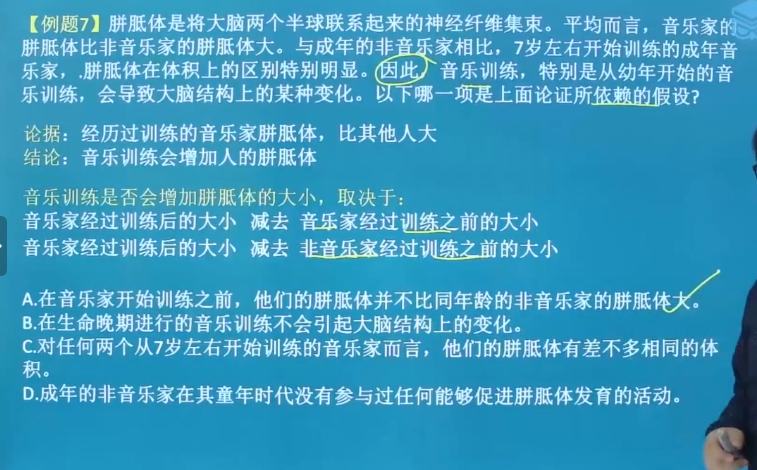 【例题7】胼胝体是将大脑两个半球联系起来的神经纤维集束。平均而言，音乐家的
胼胝体比非音乐家的胼胝体大。与成年的非音乐家相比，7岁左右开始训练的成年音
乐家，.胼胝体在体积上的区别特别明显。因此，音乐训练，特别是从幼年开始的音
乐训练，会导致大脑结构上的某种变化。以下哪一项是上面论证所依赖的假设?
论据：经历过训练的音乐家胼胝体，比其他人大
结论：音乐训练会增加人的胼胝体
音乐训练是否会增加胼胝体的大小，取决于：
音乐家经过训练后的大小 减去 音乐家经过训练之前的大小
音乐家经过训练后的大小 减去 非音乐家经过训练之前的大小
A.在音乐家开始训练之前，他们的胼胝体并不比同年龄的非音乐家的胼胝体大。
B.在生命晚期进行的音乐训练不会引起大脑结构上的变化。
C.对任何两个从7岁左右开始训练的音乐家而言，他们的胼胝体有差不多相同的体
积。
D.成年的非音乐家在其童年时代没有参与过任何能够促进胼胝体发育的活动。